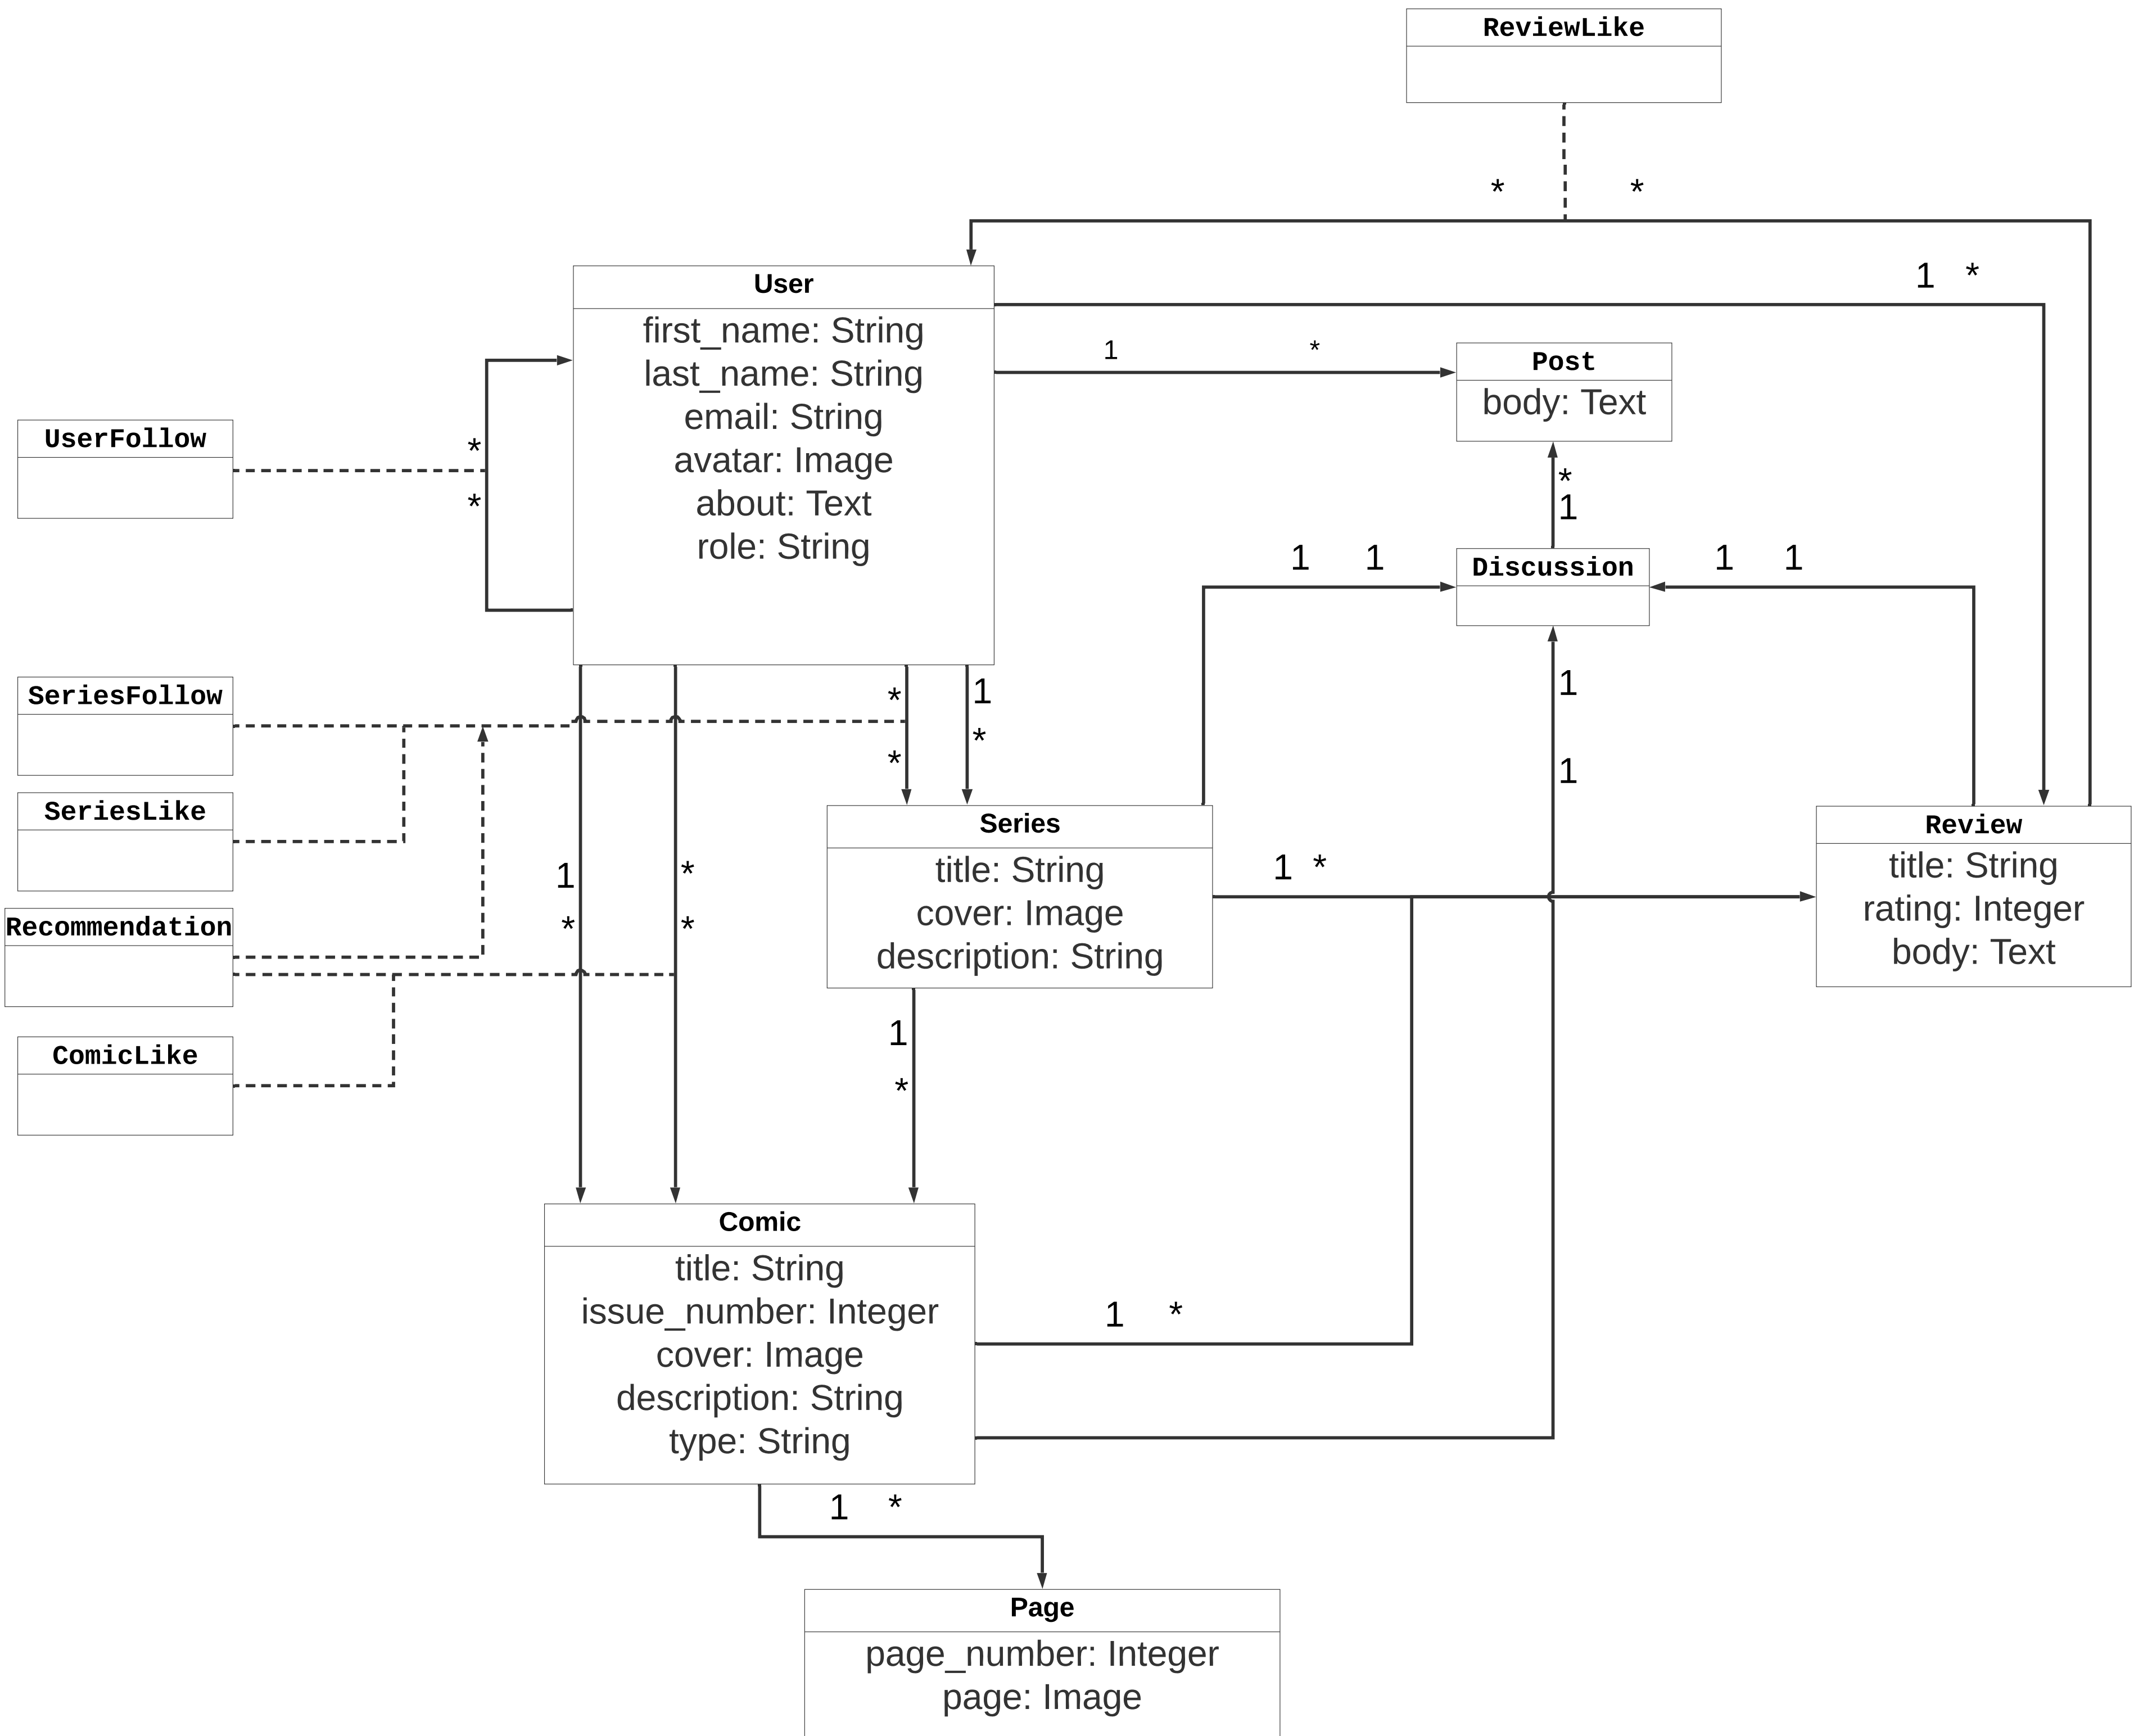 ReviewLike
* *
User
first_name: String
last_name: String
email: String
avatar: Image
about: Text
role: String
1 *
1 *
Post
body: Text
UserFollow
*
*
*
1
Discussion
1 1
1 1
SeriesFollow
*
*
1
*
1
1
SeriesLike
Series
title: String
cover: Image
description: String
1 *
Review
title: String
rating: Integer
body: Text
1
*
*
*
Recommendation
ComicLike
1
*
Comic
title: String
issue_number: Integer
cover: Image
description: String
type: String
1 *
1 *
Page
page_number: Integer
page: Image